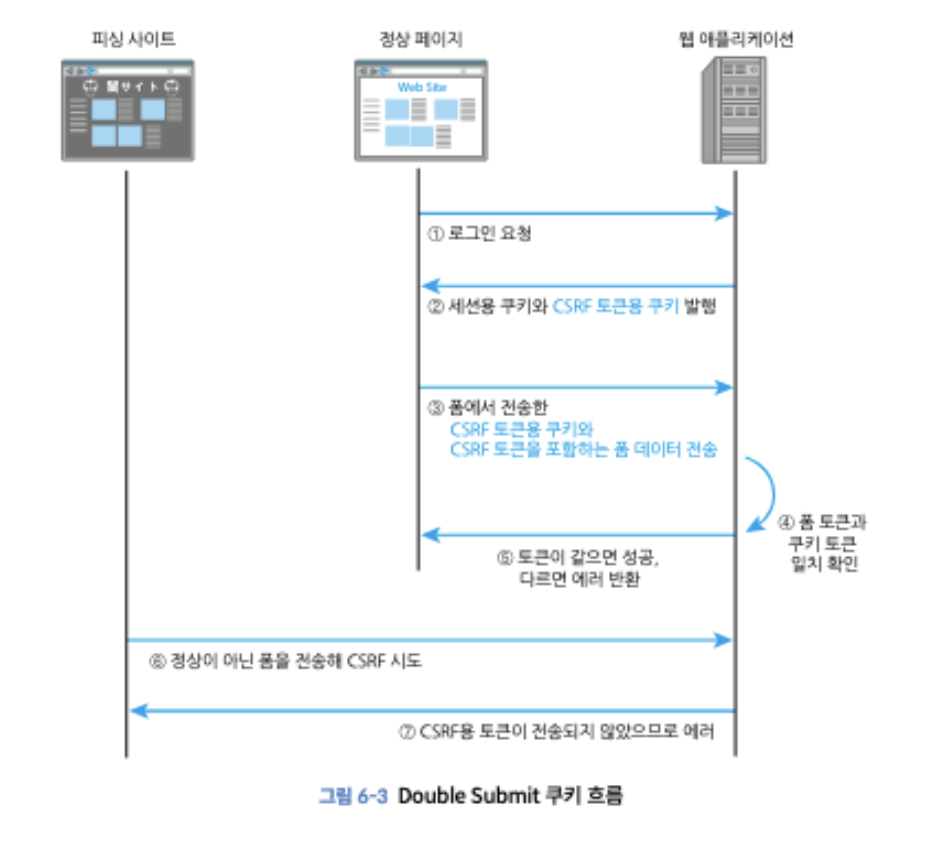 피싱 사이트
정상 페이지
웹 애플리케이션
闇サイト
Web Site
① 로그인 요청
② 세션용 쿠키와 CSRF 토큰용 쿠키 발행
③ 폼에서 전송한
CSRF 토큰용 쿠키와
CSRF 토큰을 포함하는 폼 데이터 전송
④ 폼 토큰과
쿠키 토큰
일치 확인
⑤ 토큰이 같으면 성공,
다르면 에러 반환
⑥ 정상이 아닌 폼을 전송해 CSRF 시도
⑦ CSRF용 토큰이 전송되지 않았으므로 에러
그림 6-3 Double Submit 쿠키 흐름